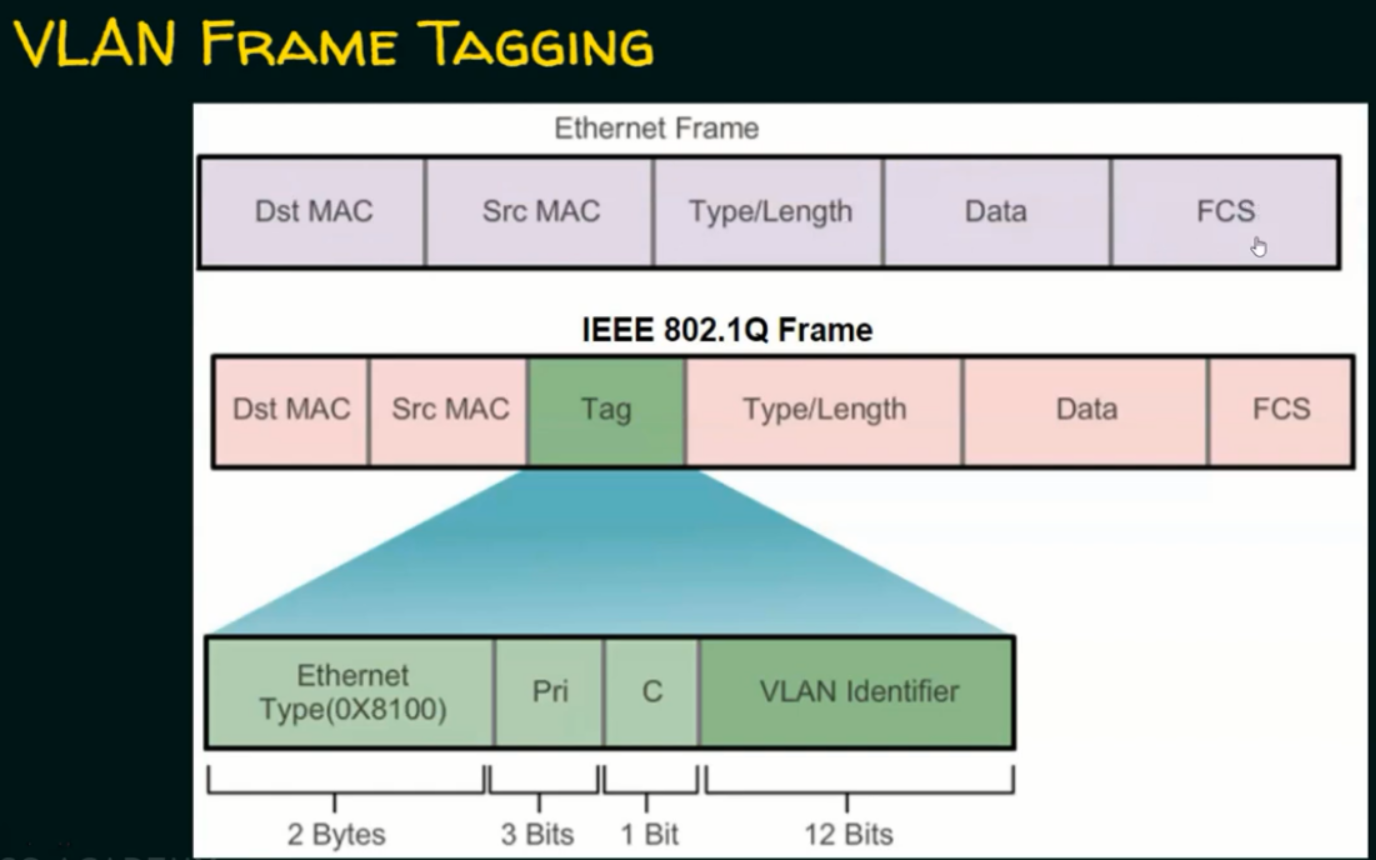 VLAN FRAME TAGGING
Ethernet Frame
Dst MAC Src MAC Type/Length Data FCS
IEEE 802.1Q Frame
Dst MAC Src MAC Tag Type/Length Data FCS
Ethernet
Type(0X8100)
Pri C VLAN Identifier
2 Bytes 3 Bits 1 Bit 12 Bits